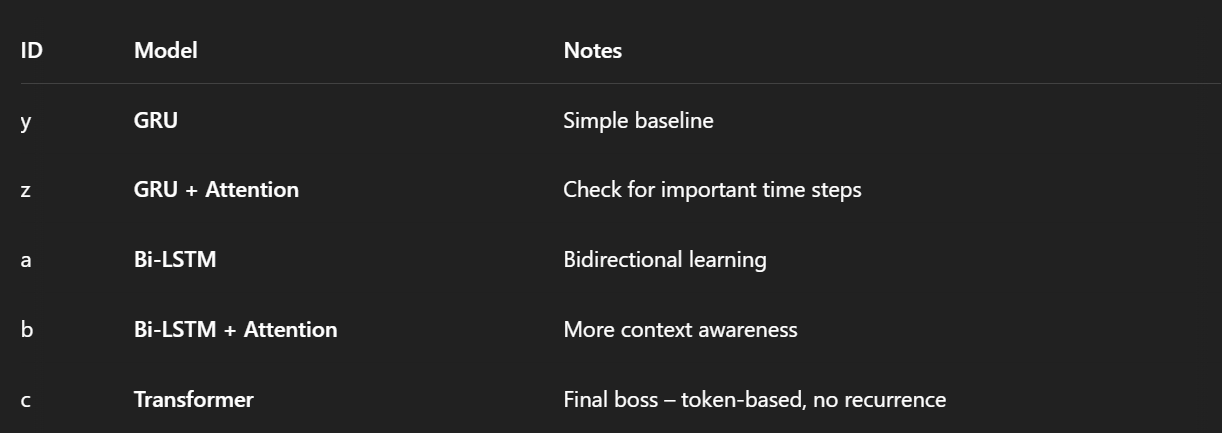 ID Model Notes
y GRU Simple baseline
z GRU + Attention Check for important time steps
a Bi-LSTM Bidirectional learning
b Bi-LSTM + Attention More context awareness
c Transformer Final boss – token-based, no recurrence